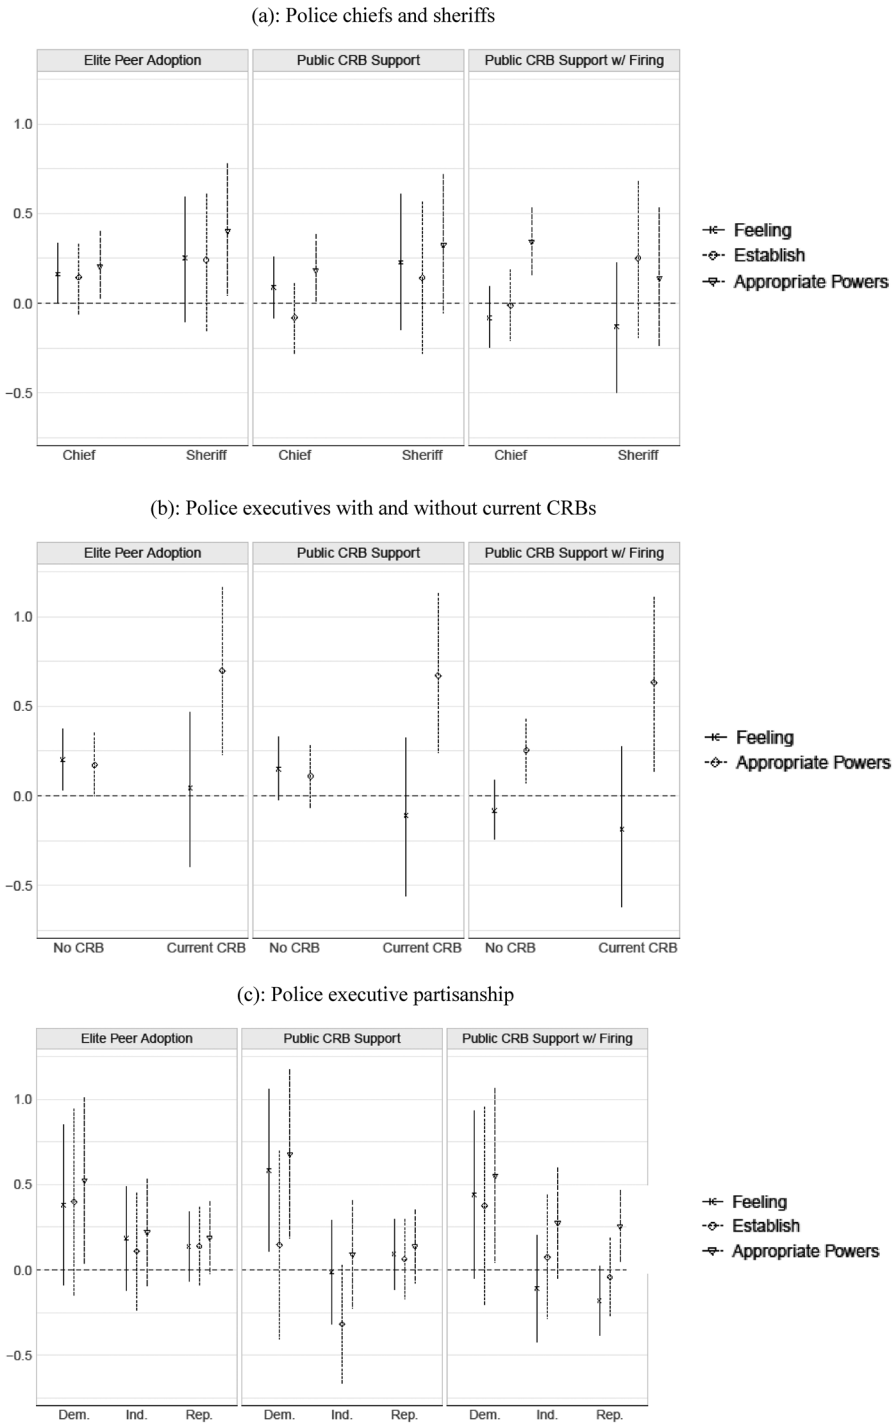 (a): Police chiefs and sheriffs
Elite Peer Adoption
Public CRB Support
Public CRB Support w/ Firing
1.0
0.5
0.0
−0.5
Feeling
Establish
Appropriate Powers
Chief
Sheriff
Chief
Sheriff
Chief
Sheriff
(b): Police executives with and without current CRBs
Elite Peer Adoption
Public CRB Support
Public CRB Support w/ Firing
1.0
0.5
0.0
−0.5
Feeling
Appropriate Powers
No CRB
Current CRB
No CRB
Current CRB
No CRB
Current CRB
(c): Police executive partisanship
Elite Peer Adoption
Public CRB Support
Public CRB Support w/ Firing
1.0
0.5
0.0
−0.5
Feeling
Establish
Appropriate Powers
Dem.
Ind.
Rep.
Dem.
Ind.
Rep.
Dem.
Ind.
Rep.